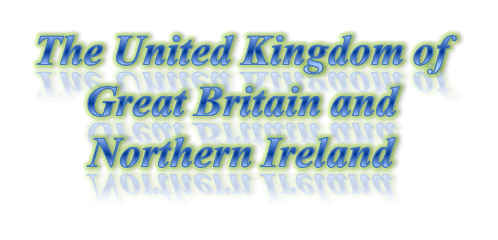 The United Kingdom of
Great Britain and
Northern Ireland